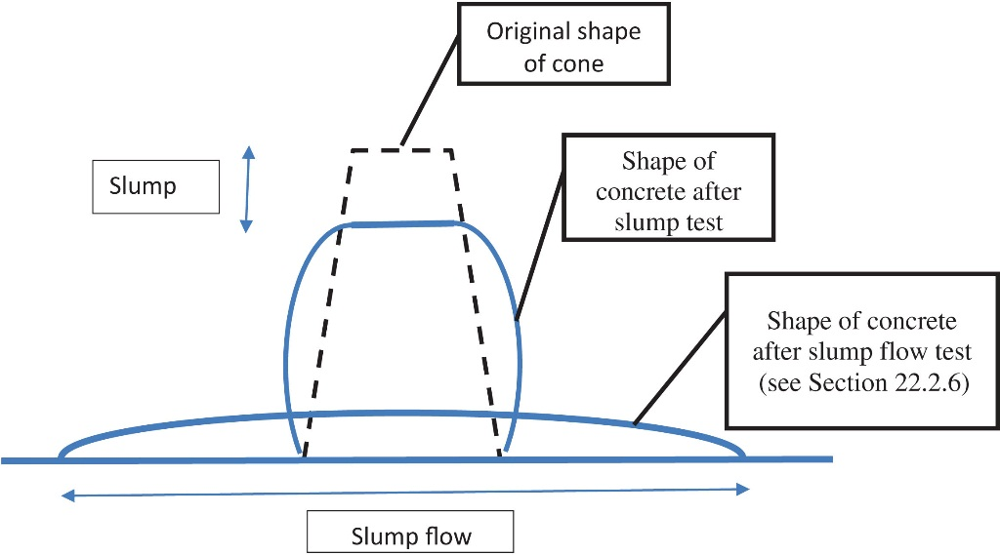 Original shape
of cone
Slump
Shape of
concrete after
slump test
Shape of concrete
after slump flow test
(see Section 22.2.6)
Slump flow